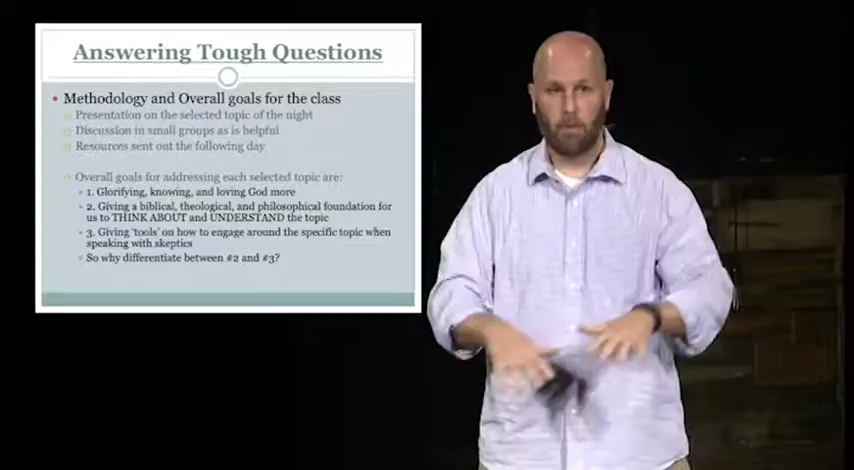 Answering Tough Questions
Methodology and Overall goals for the class
Presentation on the selected topic of the night
Discussion in small groups as is helpful
Resources sent out the following day
Overall goals for addressing each selected topic are:
1. Glorifying, knowing, and loving God more
2. Giving a biblical, theological, and philosophical foundation for
us to THINK ABOUT and UNDERSTAND the topic
3. Giving 'tools' on how to engage around the specific topic when
speaking with skeptics
So why differentiate between #2 and #3?